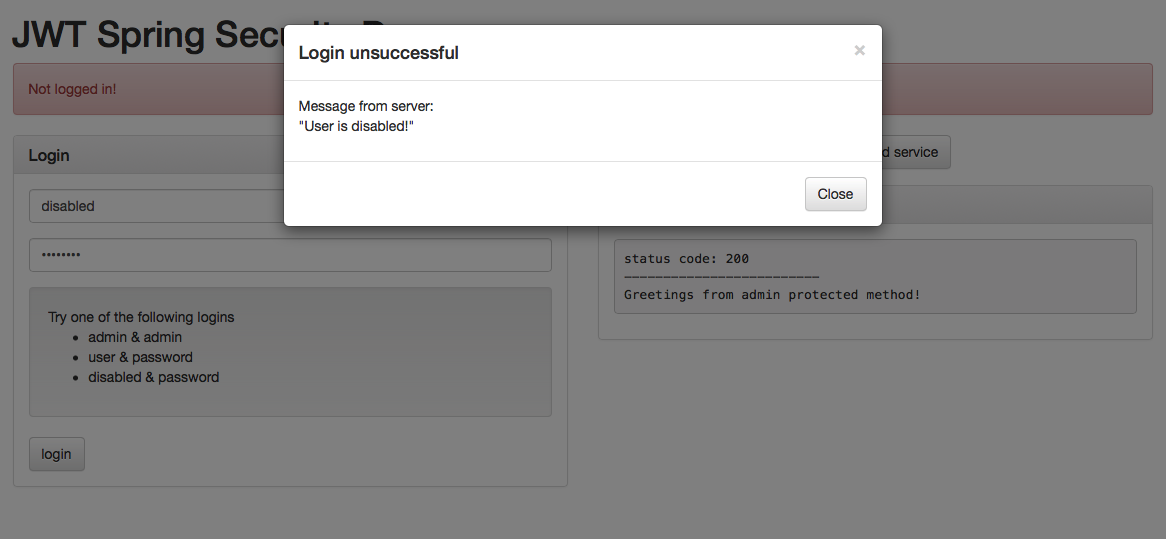 JWT Spring Secu
Login unsuccessful
×
Not logged in!
Message from server:
"User is disabled!"
Login
d service
disabled
Close
••••••••
status code: 200
---------------------------
Greetings from admin protected method!
Try one of the following logins
• admin & admin
• user & password
• disabled & password
login